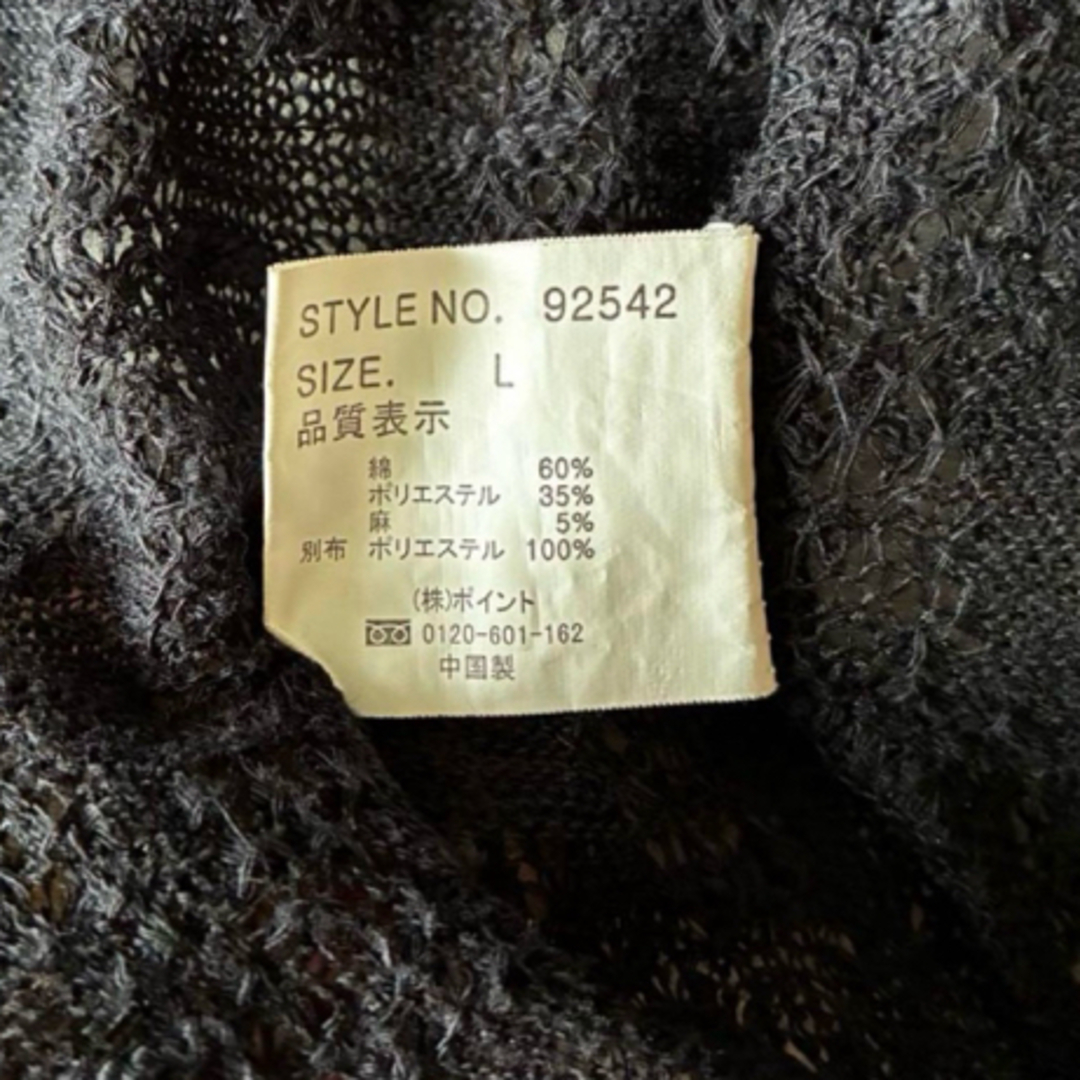 STYLE NO. 92542
SIZE. L
品質表示
綿 60%
ポリエステル 35%
麻 5%
別布 ポリエステル 100%
(株)ポイント
0120-601-162
中国製